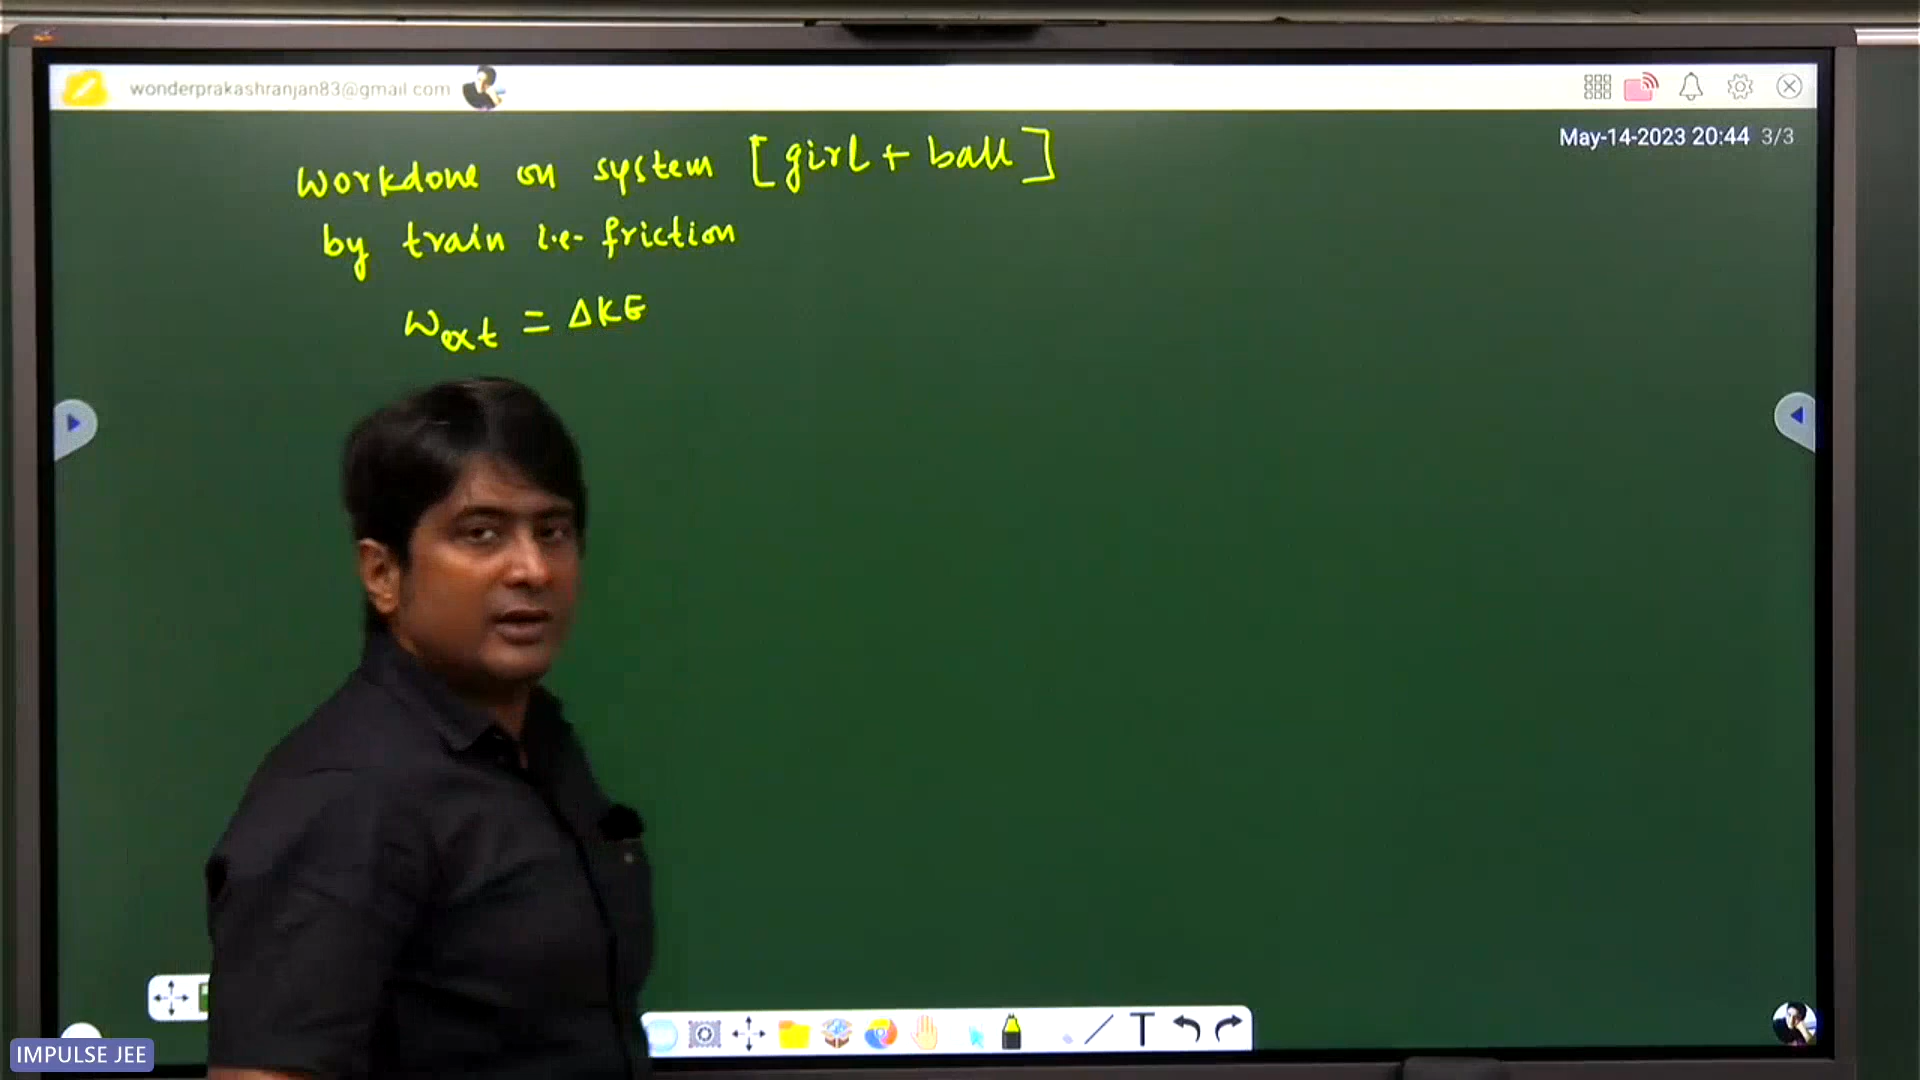 wonderprakashranjan83@gmail.com
May-14-2023 20:44 3/3
Workdone on system [girl + ball]
by train i.e. friction
Wext = ΔKE
T
IMPULSE JEE